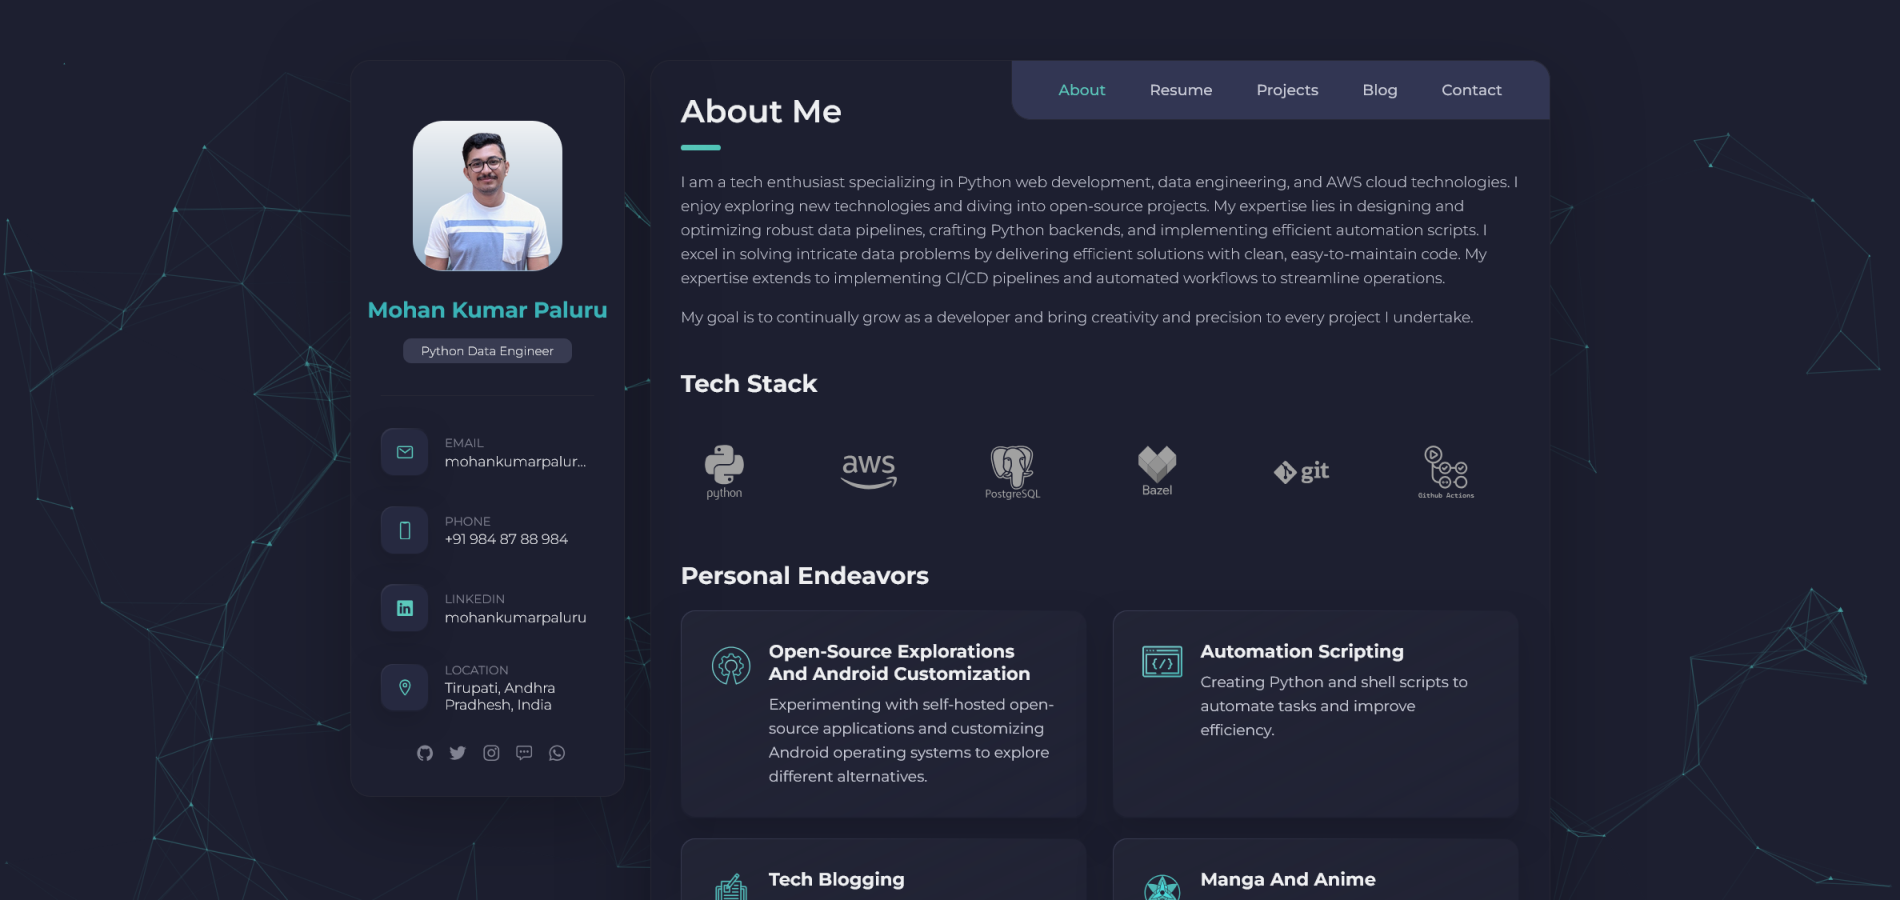 Mohan Kumar Paluru
Python Data Engineer
EMAIL
mohankumarpalur...
PHONE
+91 984 87 88 984
LINKEDIN
mohankumarpaluru
LOCATION
Tirupati, Andhra
Pradhesh, India
About Resume Projects Blog Contact
About Me
I am a tech enthusiast specializing in Python web development, data engineering, and AWS cloud technologies. I
enjoy exploring new technologies and diving into open-source projects. My expertise lies in designing and
optimizing robust data pipelines, crafting Python backends, and implementing efficient automation scripts. I
excel in solving intricate data problems by delivering efficient solutions with clean, easy-to-maintain code. My
expertise extends to implementing CI/CD pipelines and automated workflows to streamline operations.
My goal is to continually grow as a developer and bring creativity and precision to every project I undertake.
Tech Stack
python
aws
PostgreSQL
Bazel
git
Github Actions
Personal Endeavors
Open-Source Explorations
And Android Customization
Experimenting with self-hosted open-
source applications and customizing
Android operating systems to explore
different alternatives.
Automation Scripting
Creating Python and shell scripts to
automate tasks and improve
efficiency.
Tech Blogging
Manga And Anime